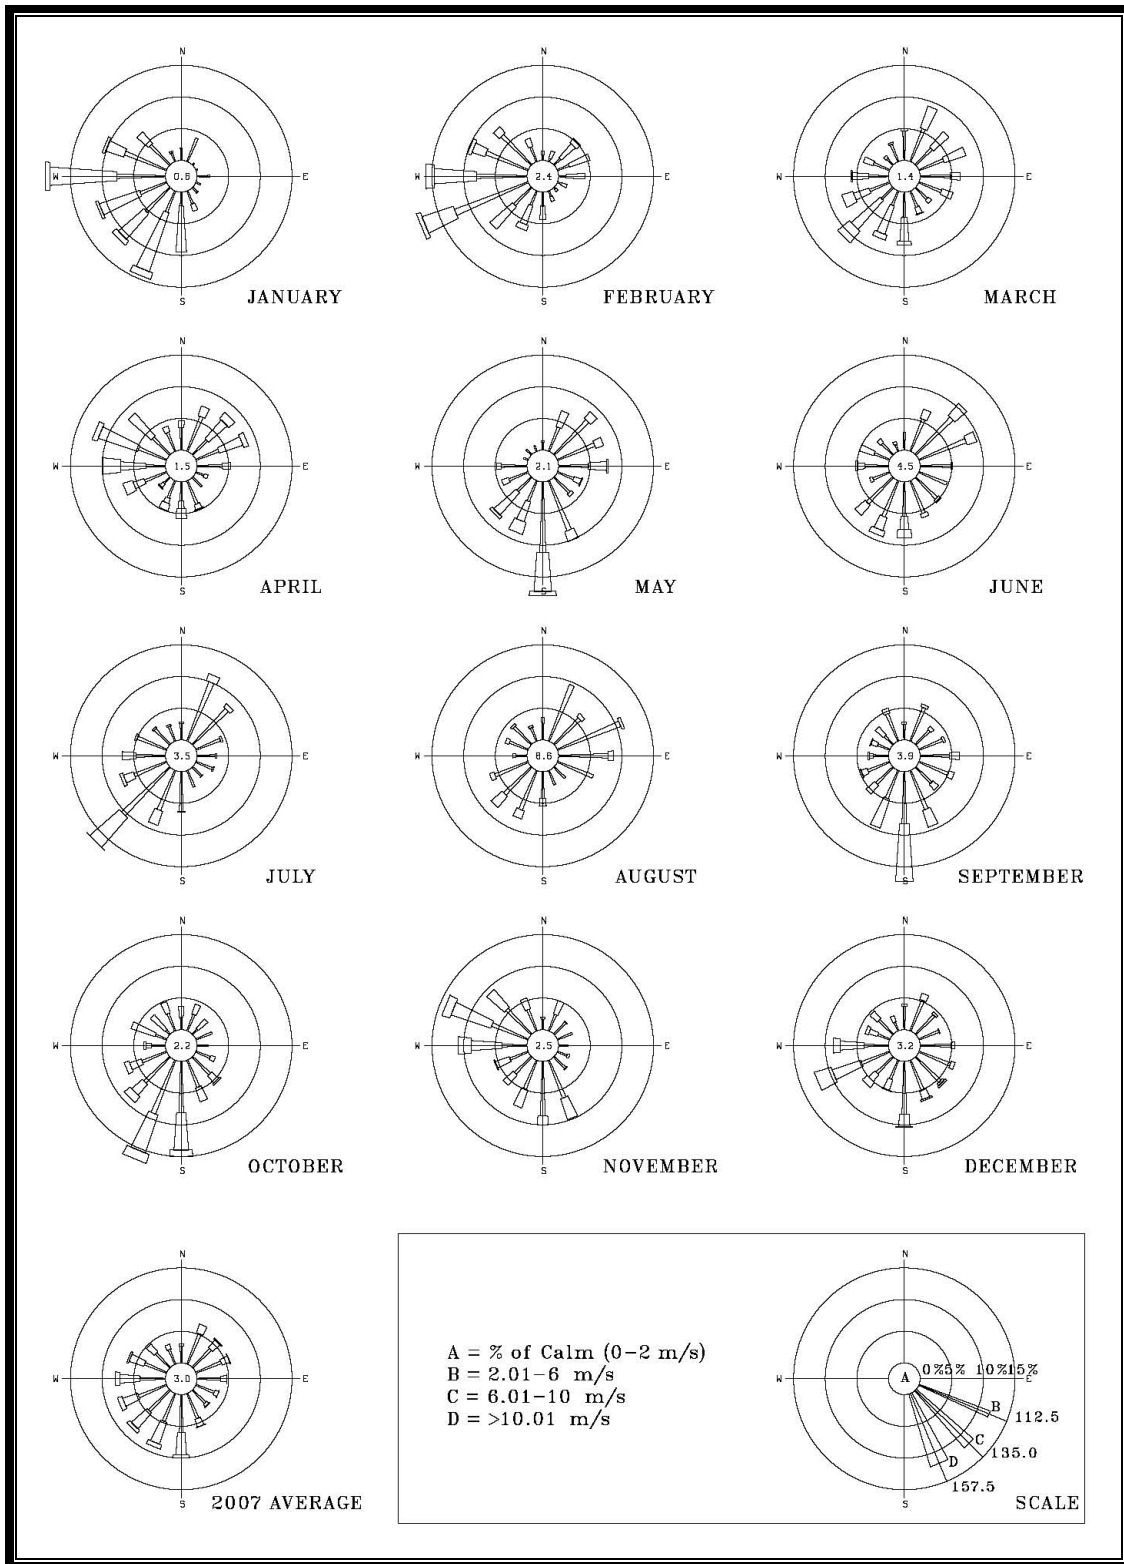 N N N
W 0.6 E W 2.4 E W 1.4 E
S S S
JANUARY FEBRUARY MARCH
N N N
W 1.5 E W 2.1 E W 4.5 E
S S S
APRIL MAY JUNE
N N N
W 3.5 E W 8.6 E W 3.9 E
S S S
JULY AUGUST SEPTEMBER
N N N
W 2.2 E W 2.5 E W 3.2 E
S S S
OCTOBER NOVEMBER DECEMBER
N
W 3.0 E
S
2007 AVERAGE
A = % of Calm (0-2 m/s)
B = 2.01-6 m/s
C = 6.01-10 m/s
D = >10.01 m/s
N
W A 0% 5% 10% 15% E
B
112.5
C
135.0
D
157.5
S
SCALE